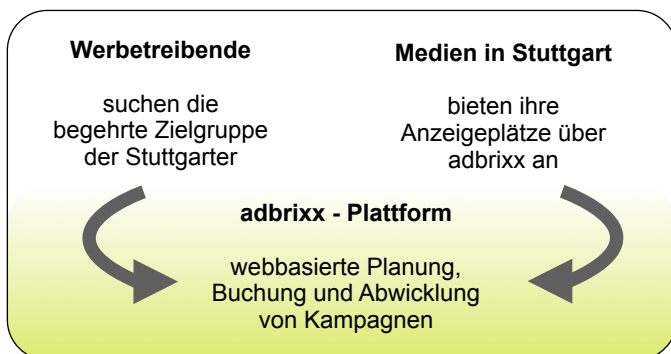 Werbetreibende
suchen die
begehrte Zielgruppe
der Stuttgarter
Medien in Stuttgart
bieten ihre
Anzeigeplätze über
adbrixx an
adbrixx - Plattform
webbasierte Planung,
Buchung und Abwicklung
von Kampagnen